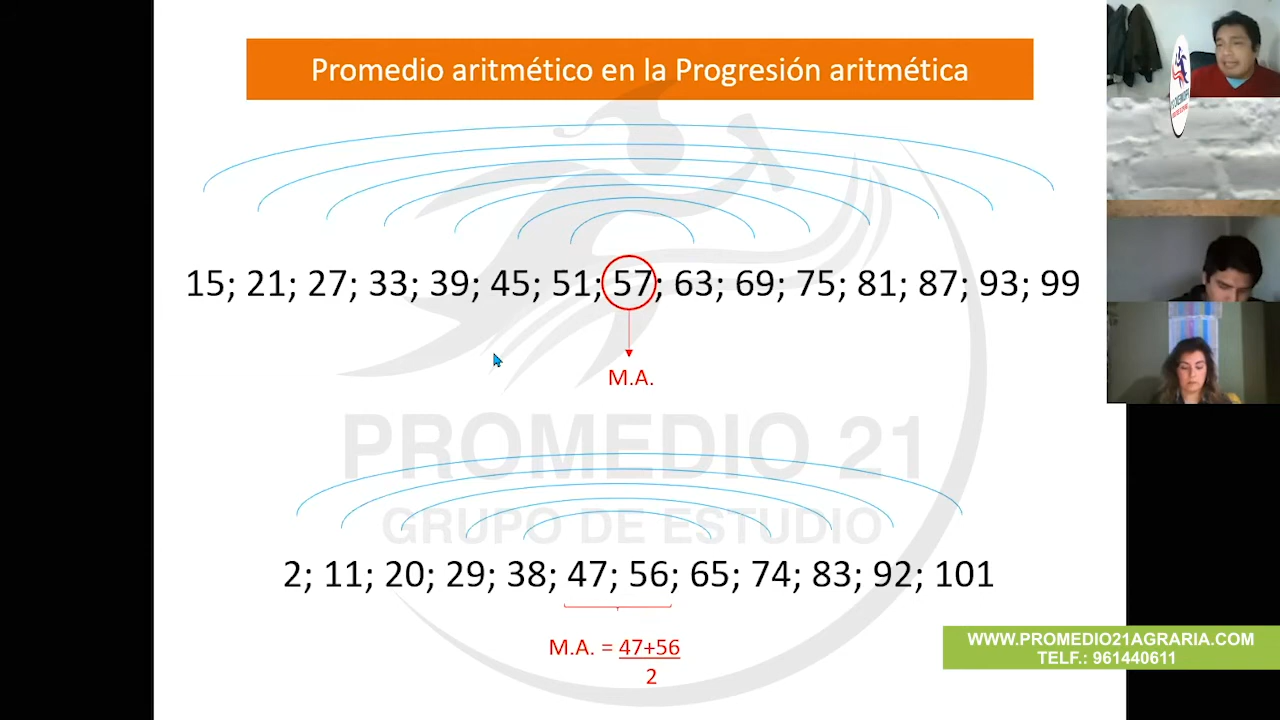 Promedio aritmético en la Progresión aritmética
15; 21; 27; 33; 39; 45; 51; 57; 63; 69; 75; 81; 87; 93; 99
M.A.
PROMEDIO 21
GRUPO DE ESTUDIO
2; 11; 20; 29; 38; 47; 56; 65; 74; 83; 92; 101
M.A. = 47+56
2
WWW.PROMEDIO21AGRARIA.COM
TELF.: 961440611